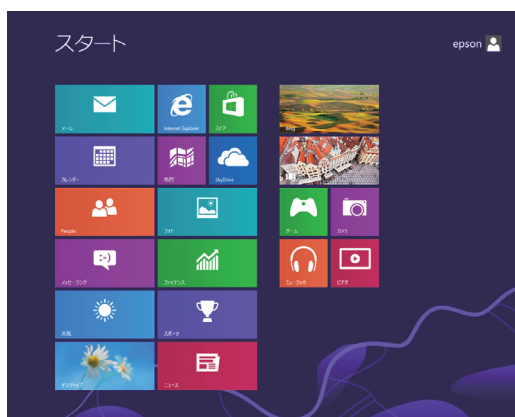 スタート
epson
メール
Internet Explorer
ストア
Bing
カレンダー
地図
SkyDrive
People
フォト
ゲーム
カメラ
メッセージング
ファイナンス
ミュージック
ビデオ
天気
スポーツ
デスクトップ
ニュース